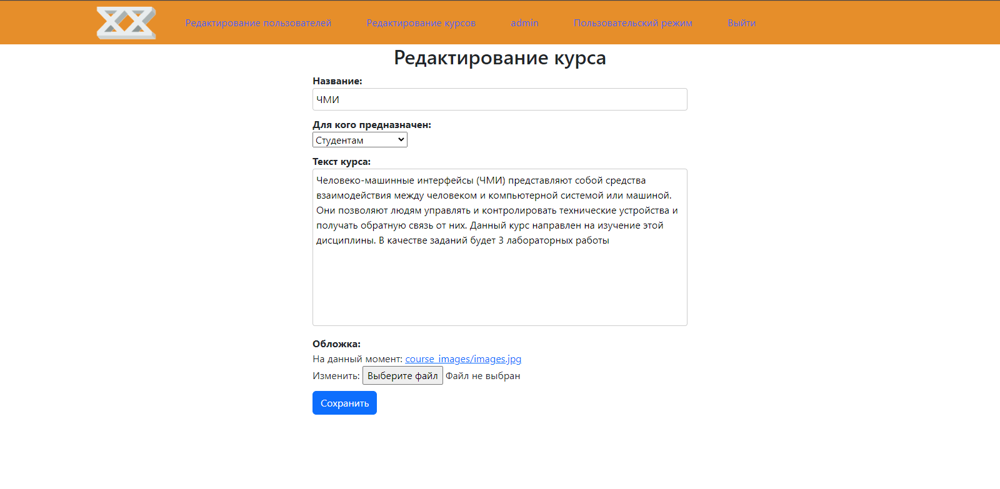 Редактирование пользователей Редактирование курсов admin Пользовательский режим Выйти
Редактирование курса
Название:
ЧМИ
Для кого предназначен:
Студентам
Текст курса:
Человеко-машинные интерфейсы (ЧМИ) представляют собой средства
взаимодействия между человеком и компьютерной системой или машиной.
Они позволяют людям управлять и контролировать технические устройства и
получать обратную связь от них. Данный курс направлен на изучение этой
дисциплины. В качестве заданий будет 3 лабораторных работы
Обложка:
На данный момент: course_images/images.jpg
Изменить: Выберите файл Файл не выбран
Сохранить